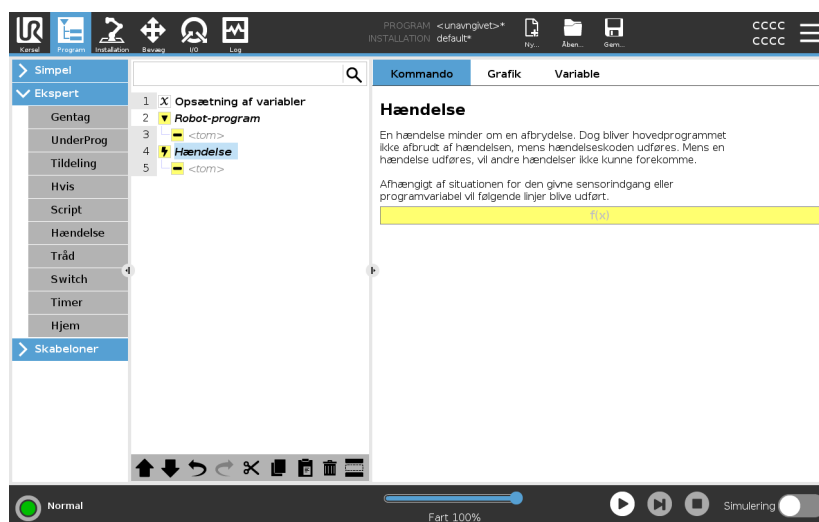 UR
PROGRAM <unavngivet>*
INSTALLATION default*
CCCC
CCCC
Kørsel Program Installation Bevæg I/O Log Ny... Åben... Gem...
Simpel
Ekspert
Gentag
UnderProg
Tildeling
Hvis
Script
Hændelse
Tråd
Switch
Timer
Hjem
Skabeloner
1 X Opsætning af variabler
2 Robot-program
3 <tom>
4 Hændelse
5 <tom>
Kommando Grafik Variable
Hændelse
En hændelse minder om en afbrydelse. Dog bliver hovedprogrammet
ikke afbrudt af hændelsen, mens hændelseskoden udføres. Mens en
hændelse udføres, vil andre hændelser ikke kunne forekomme.
Afhængigt af situationen for den givne sensorindgang eller
programvariabel vil følgende linjer blive udført.
f(x)
Normal
Fart 100%
Simulering